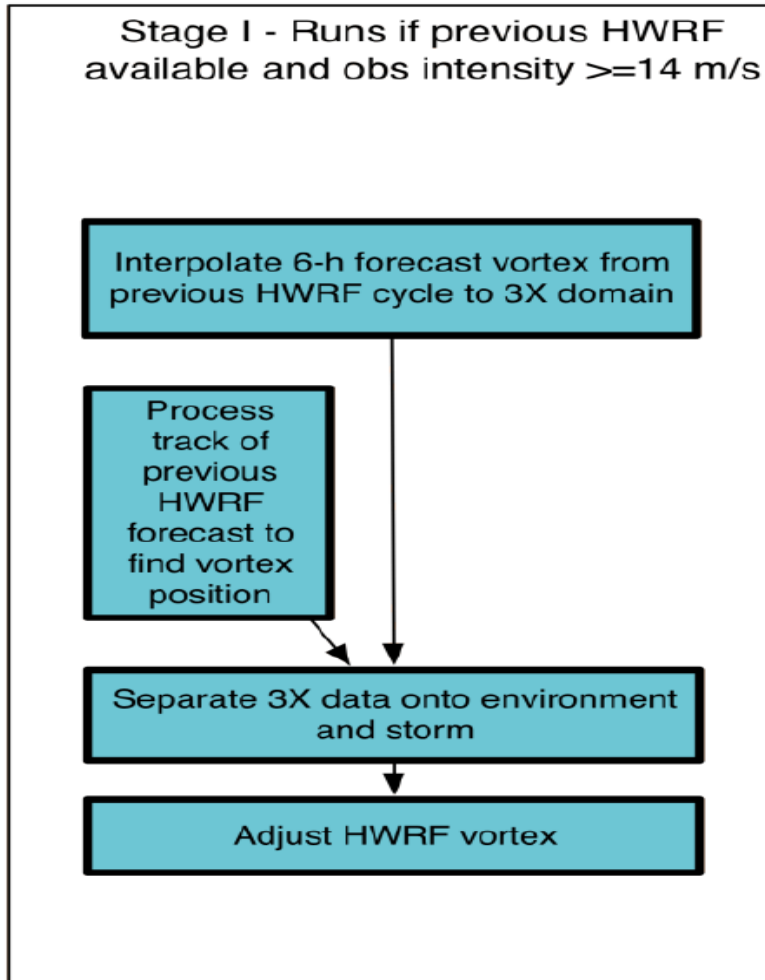 Stage I - Runs if previous HWRF
available and obs intensity >=14 m/s
Interpolate 6-h forecast vortex from
previous HWRF cycle to 3X domain
Process
track of
previous
HWRF
forecast to
find vortex
position
Separate 3X data onto environment
and storm
Adjust HWRF vortex